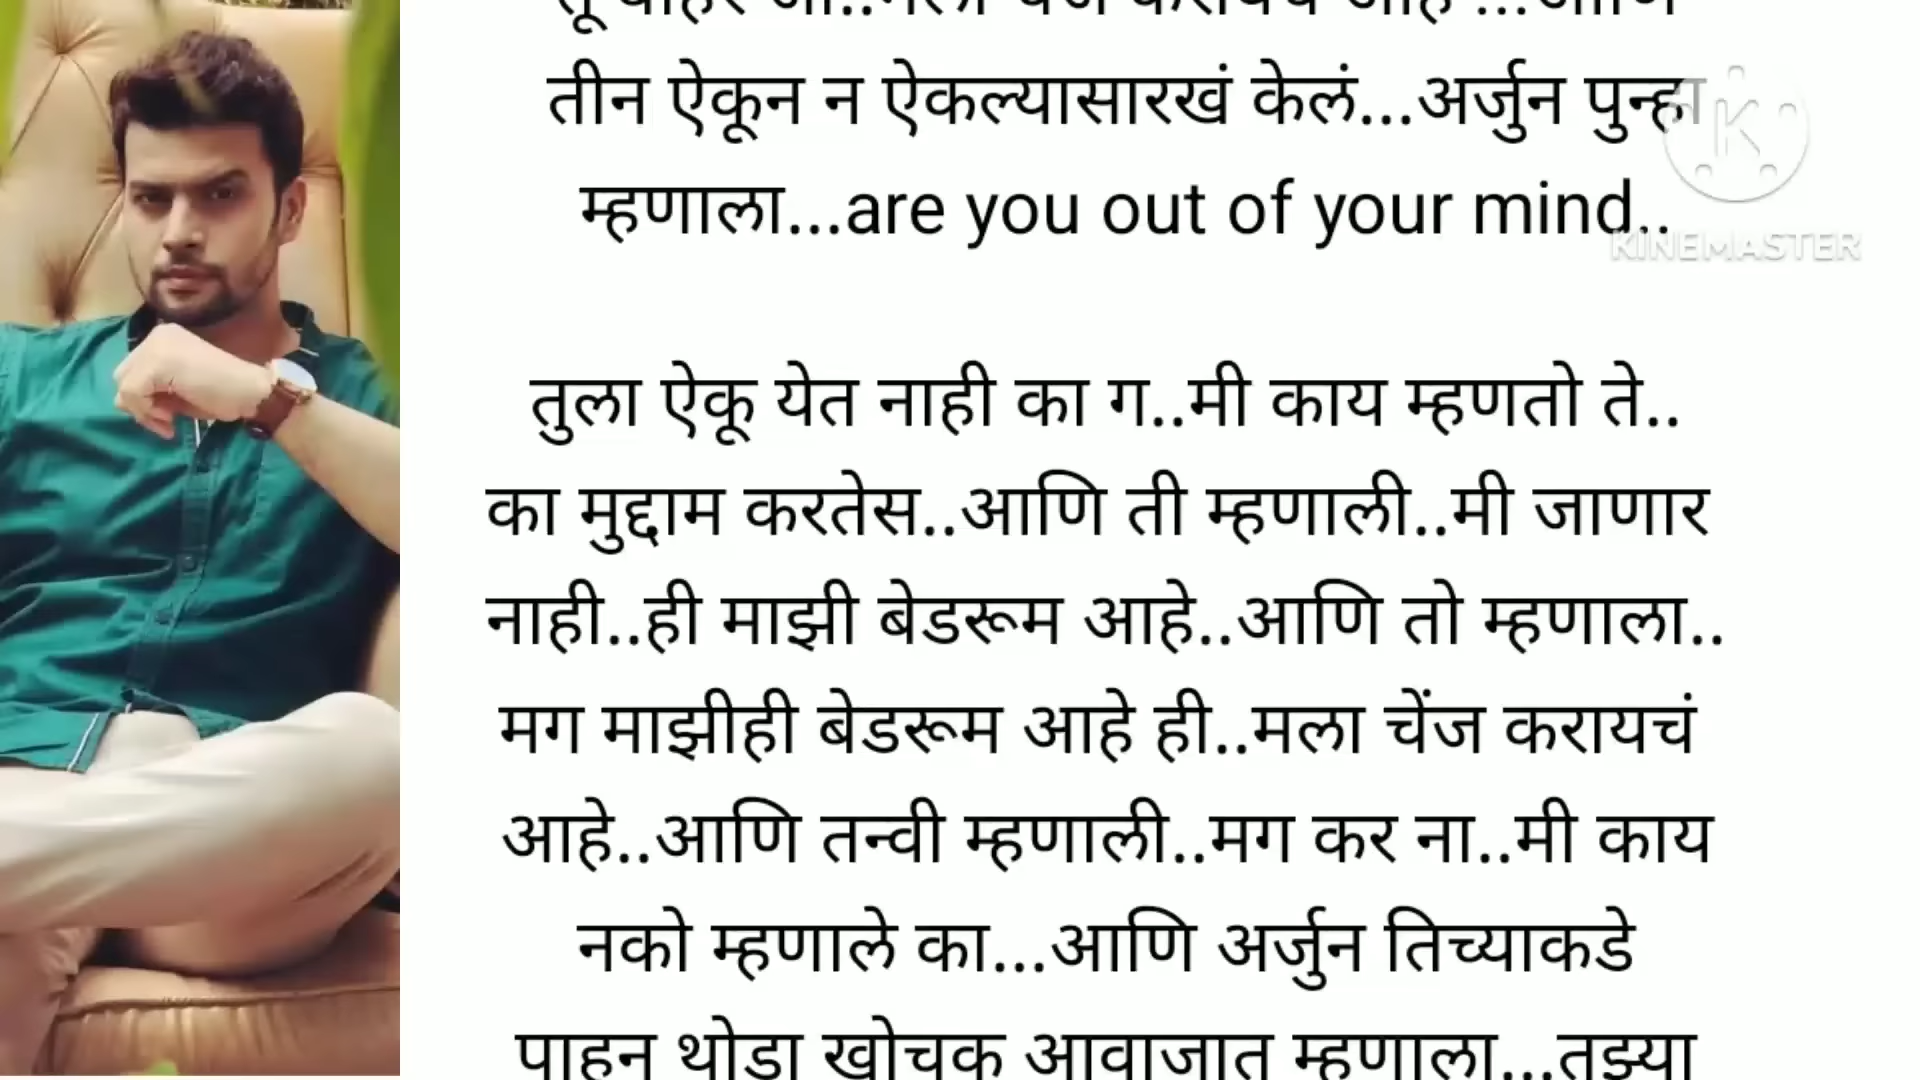 तीन ऐकून न ऐकल्यासारखं केलं...अर्जुन पुन्हा
म्हणाला...are you out of your mind..
KINEMASTER
तुला ऐकू येत नाही का ग..मी काय म्हणतो ते..
का मुद्दाम करतेस..आणि ती म्हणाली..मी जाणार
नाही..ही माझी बेडरूम आहे..आणि तो म्हणाला..
मग माझीही बेडरूम आहे ही..मला चेंज करायचं
आहे..आणि तन्वी म्हणाली..मग कर ना..मी काय
नको म्हणाले का...आणि अर्जुन तिच्याकडे
पाहून थोडा खोचक आवाजात म्हणाला...तुझ्या